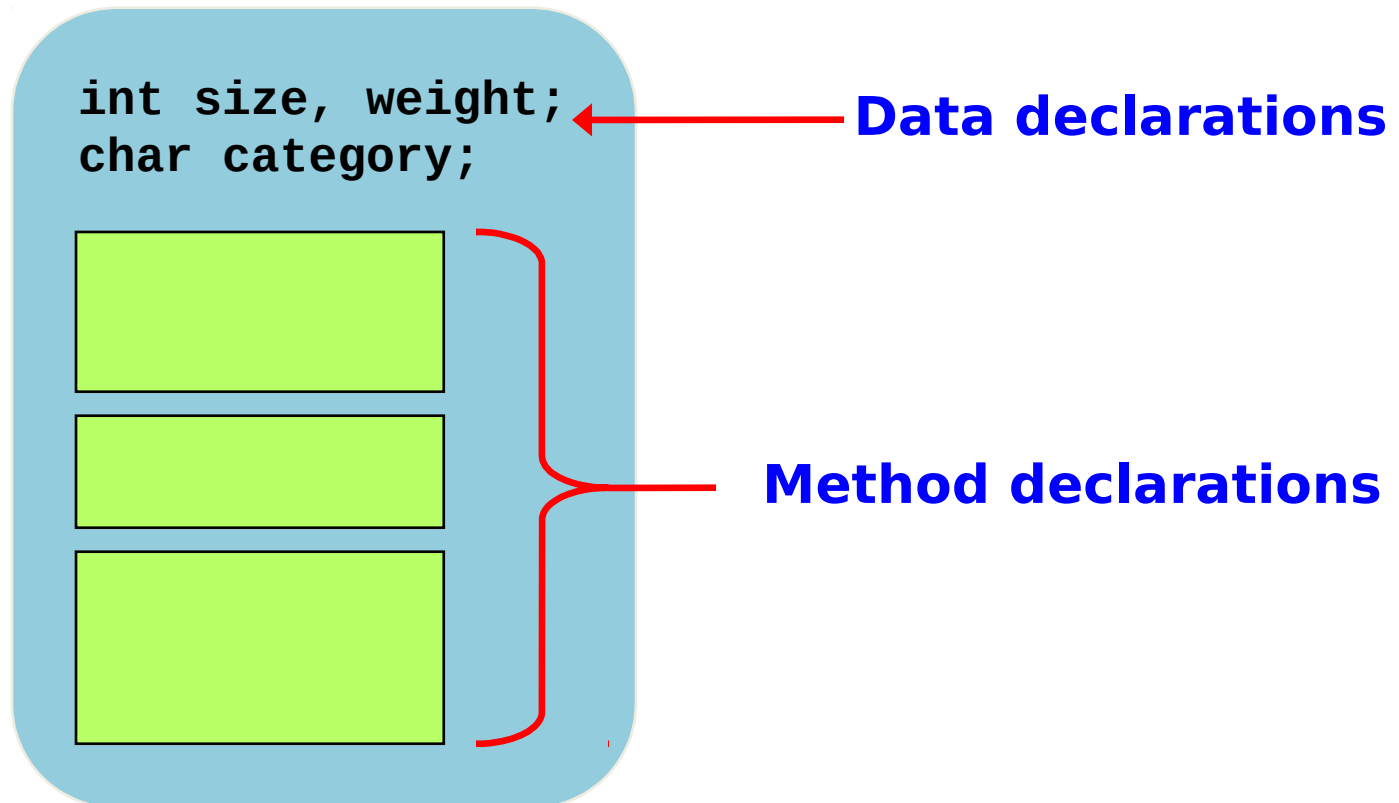 int size, weight;
char category;
Data declarations
Method declarations